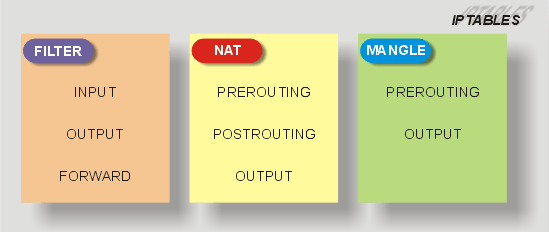 IPTABLES
FILTER
INPUT
OUTPUT
FORWARD
NAT
PREROUTING
POSTROUTING
OUTPUT
MANGLE
PREROUTING
OUTPUT